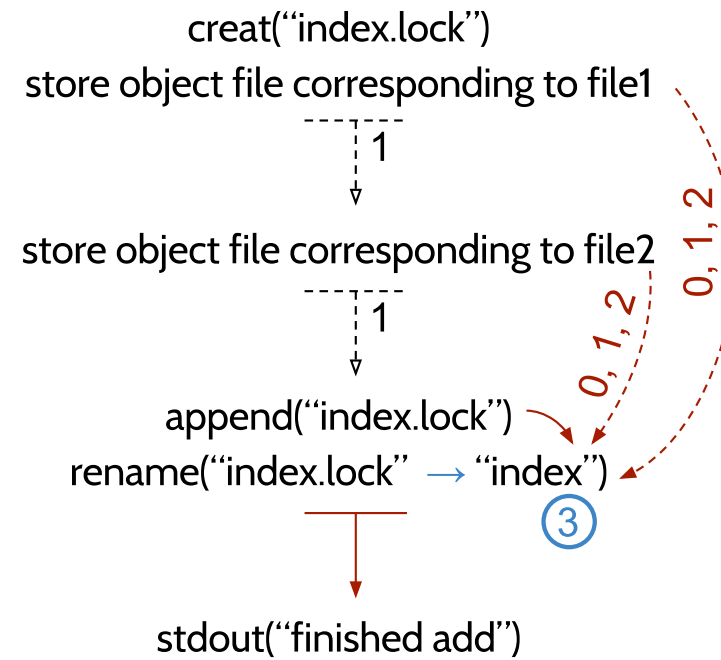 creat(“index.lock”)
store object file corresponding to file1
1
0, 1, 2
store object file corresponding to file2
1
0, 1, 2
append(“index.lock”)
rename(“index.lock” → “index”)
3
stdout(“finished add”)